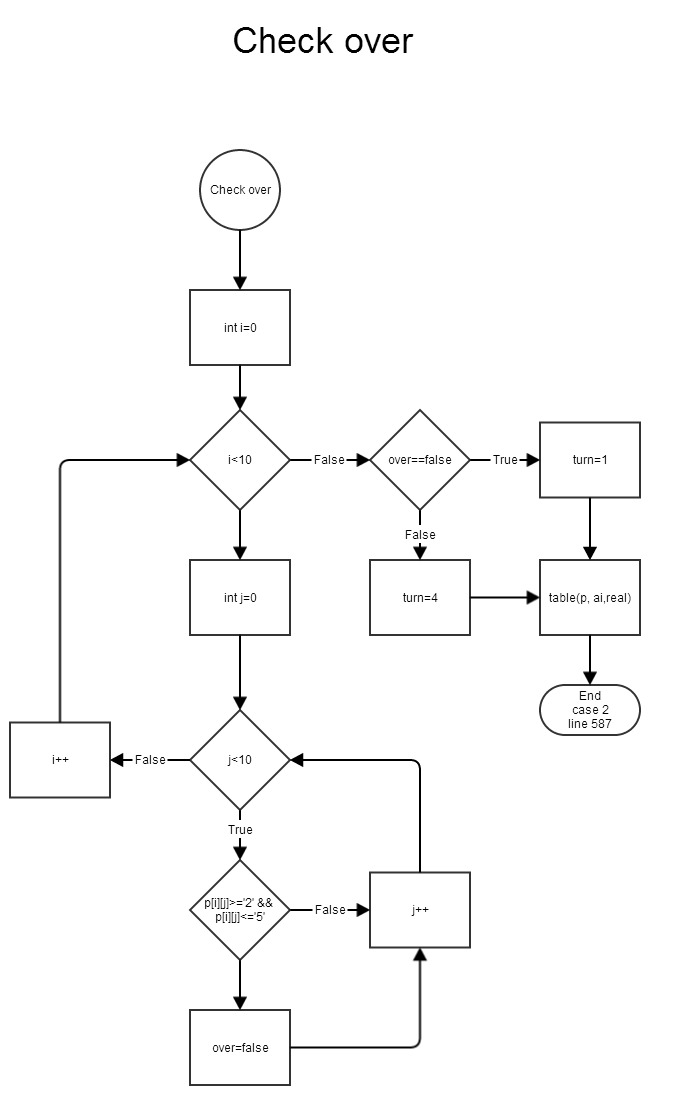 Check over
Check over
int i=0
i<10
False
over==false
True
turn=1
False
int j=0
turn=4
table(p, ai,real)
End
case 2
line 587
i++
False
j<10
True
p[i][j]>='2' &&
p[i][j]<='5'
False
j++
over=false